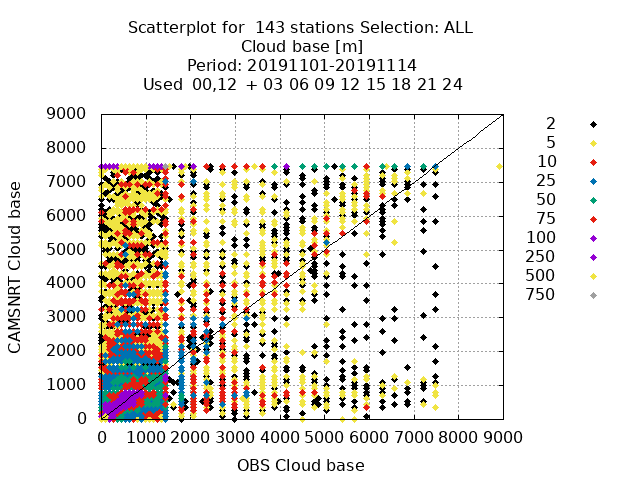 Scatterplot for  143 stations Selection: ALL
Cloud base [m]
Period: 20191101-20191114
Used  00,12  + 03 06 09 12 15 18 21 24
9000
8000
7000
6000
5000
4000
3000
2000
1000
0
CAMSNRT Cloud base
0 1000 2000 3000 4000 5000 6000 7000 8000 9000
OBS Cloud base
2
5
10
25
50
75
100
250
500
750